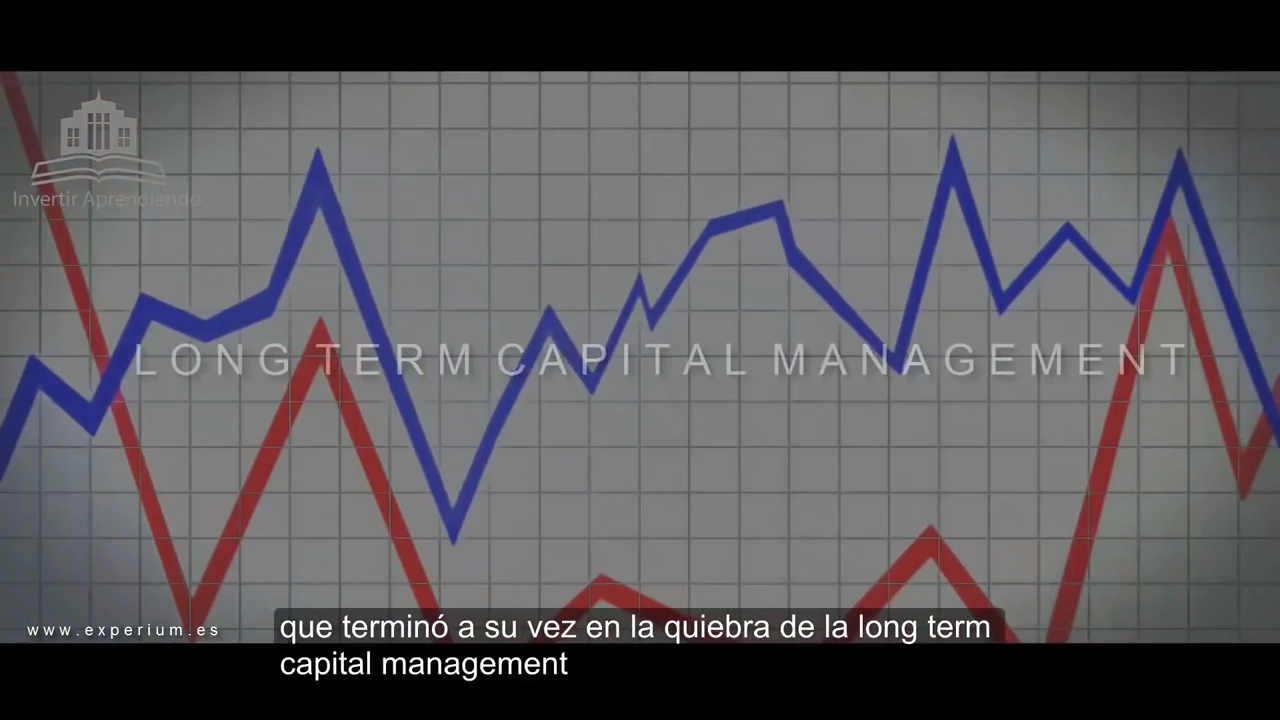 Invertir Aprendiendo
LONG TERM CAPITAL MANAGEMENT
www.experium.es
que terminó a su vez en la quiebra de la long term
capital management